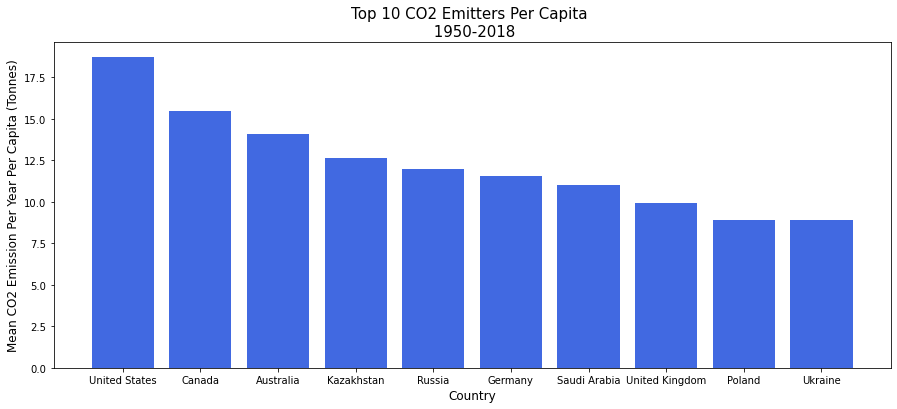 Top 10 CO2 Emitters Per Capita
1950-2018
Mean CO2 Emission Per Year Per Capita (Tonnes)
17.5
15.0
12.5
10.0
7.5
5.0
2.5
0.0
United States Canada Australia Kazakhstan Russia Germany Saudi Arabia United Kingdom Poland Ukraine
Country